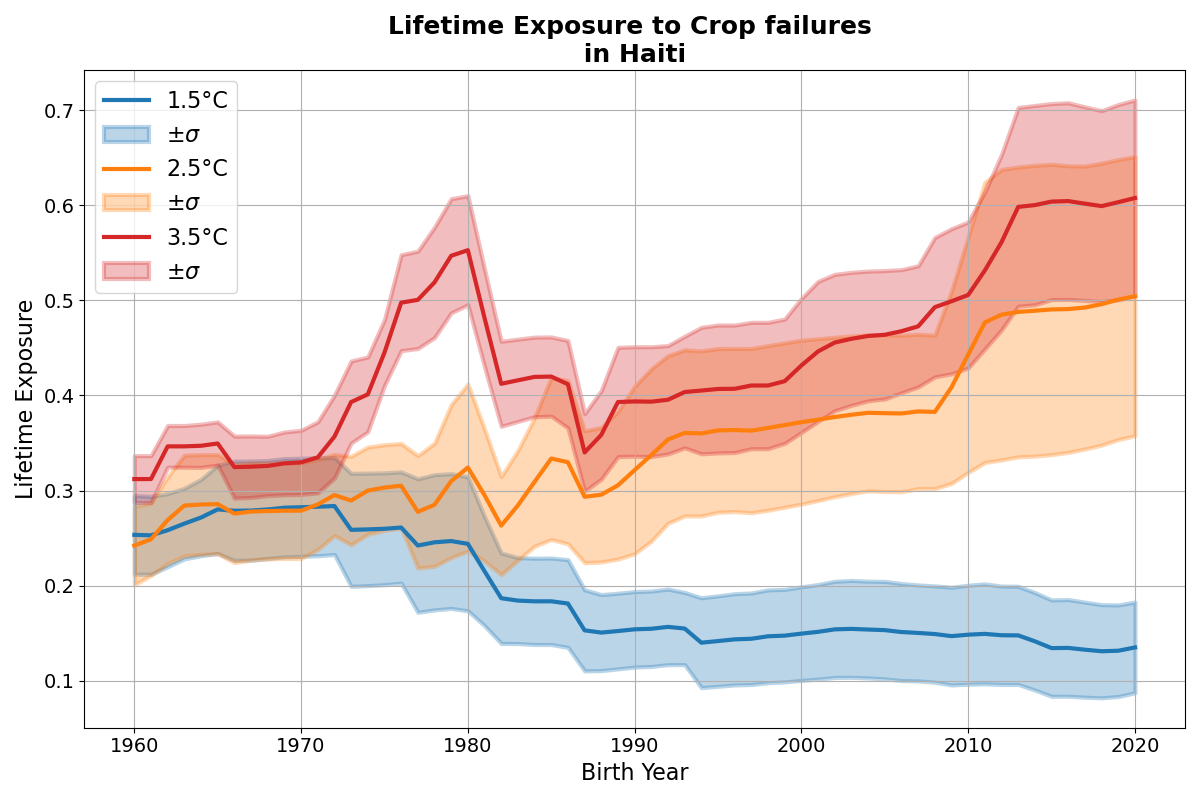 Lifetime Exposure to Crop failures
in Haiti
1.5°C
±σ
2.5°C
±σ
3.5°C
±σ
Lifetime Exposure
0.7
0.6
0.5
0.4
0.3
0.2
0.1
1960 1970 1980 1990 2000 2010 2020
Birth Year